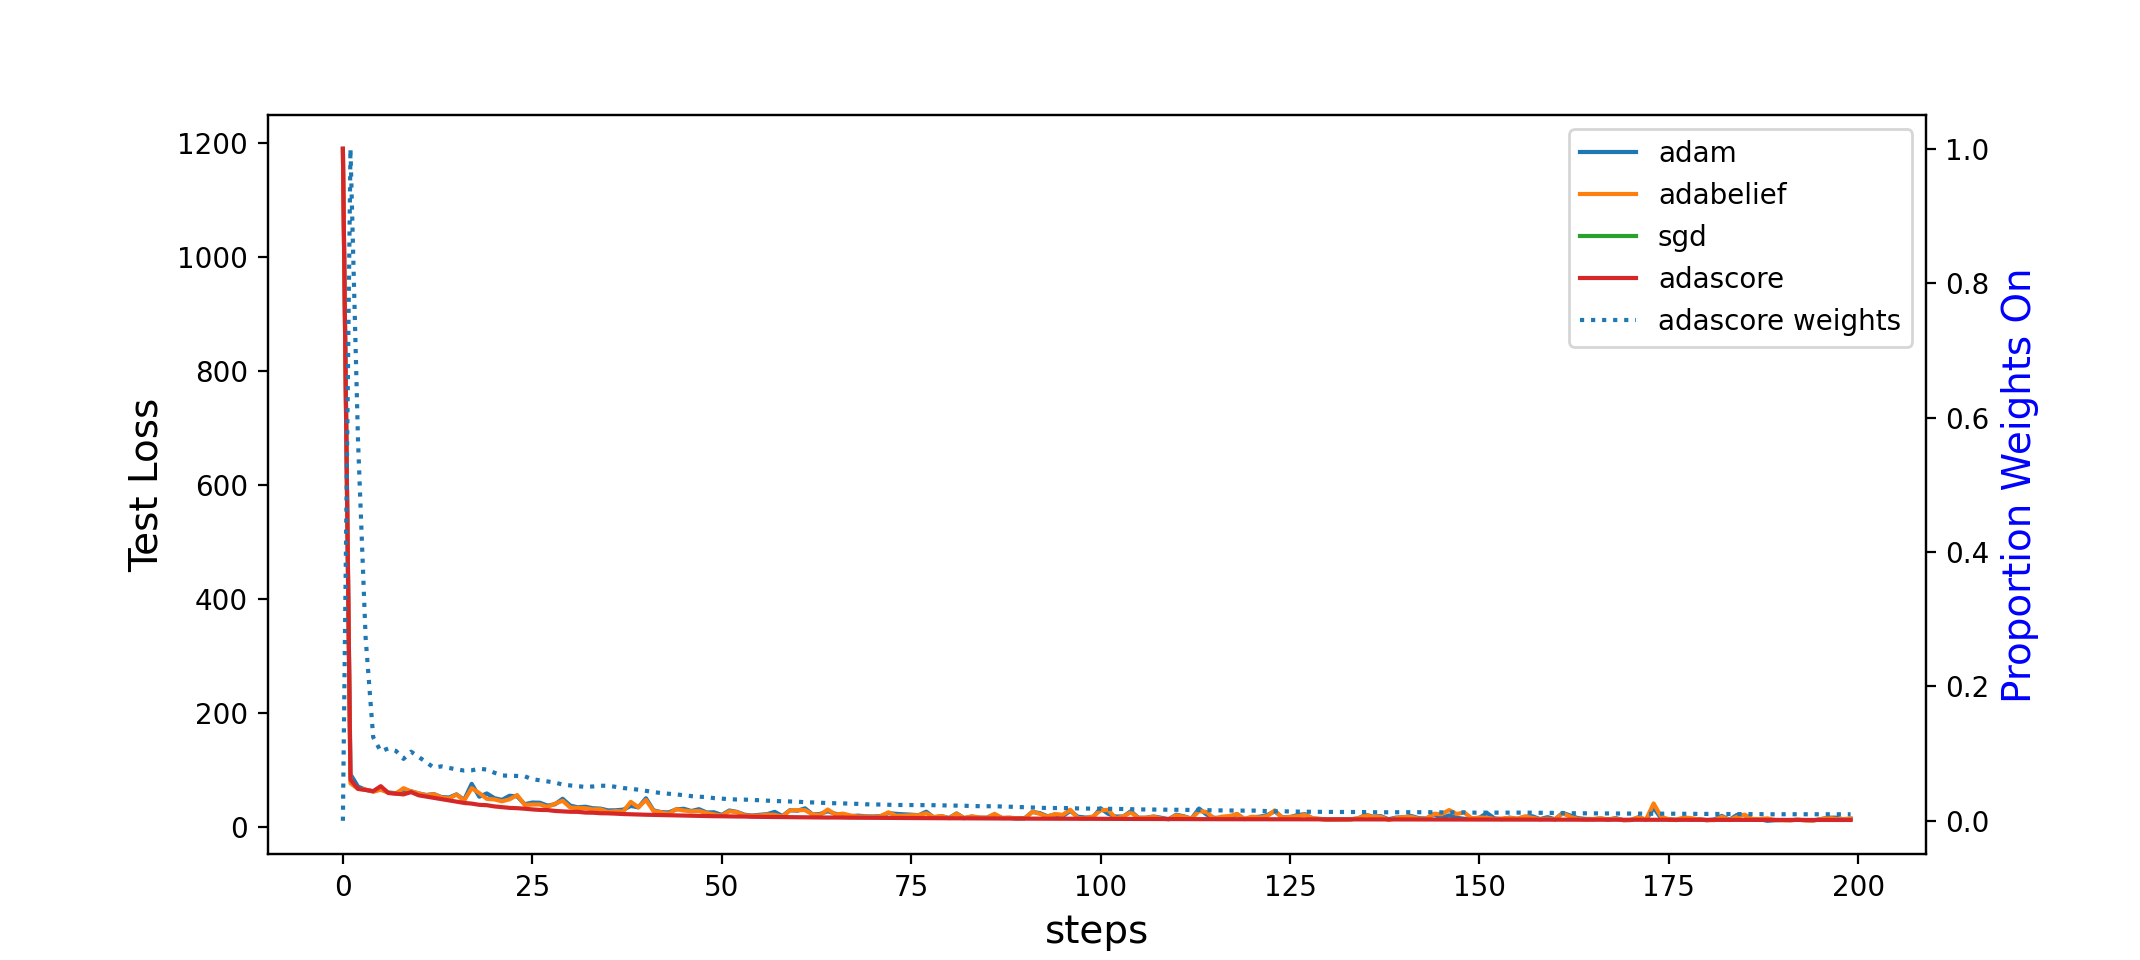 1200
1000
800
600
400
200
0
Test Loss
0 25 50 75 100 125 150 175 200
steps
adam
adabelief
sgd
adascore
adascore weights
1.0
0.8
0.6
0.4
0.2
0.0
Proportion Weights On